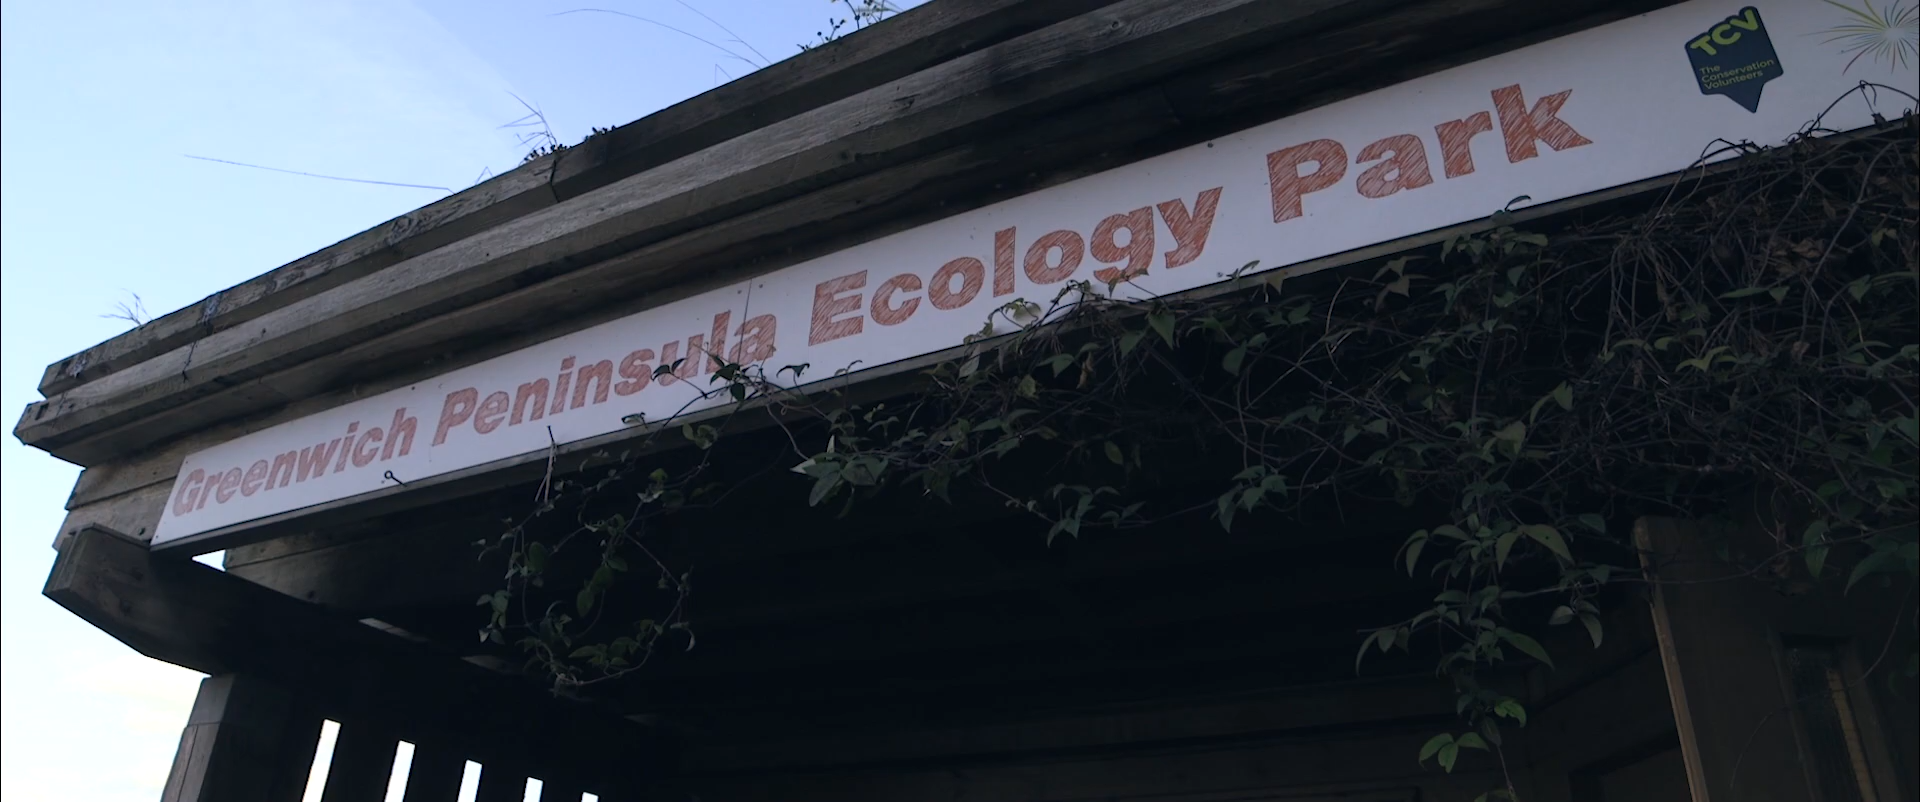 Greenwich Peninsula Ecology Park
TCV
The
Conservation
Volunteers